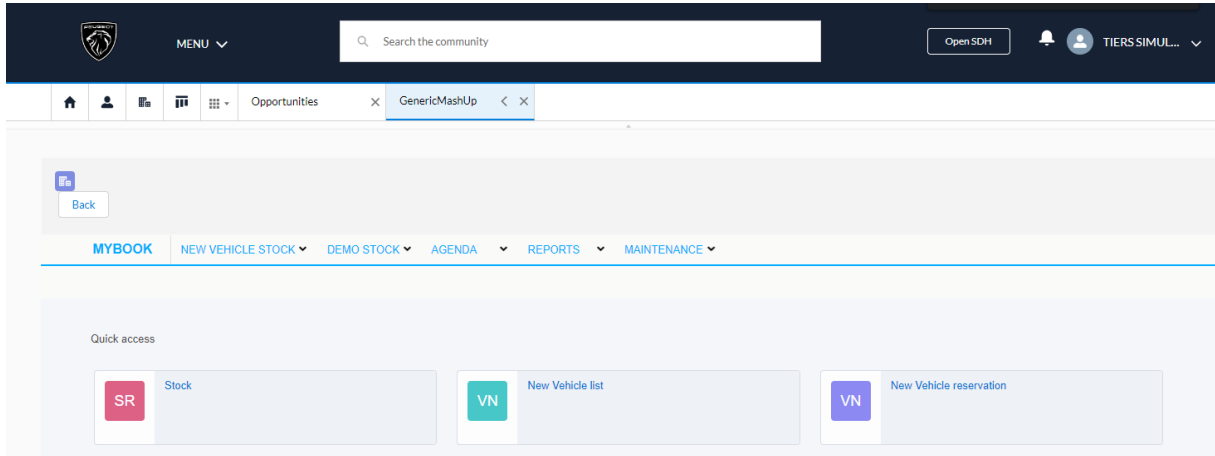 PEUGEOT
MENU
Search the community
Open SDH
TIERS SIMUL...
Opportunities
GenericMashUp
Back
MYBOOK
NEW VEHICLE STOCK
DEMO STOCK
AGENDA
REPORTS
MAINTENANCE
Quick access
SR
Stock
VN
New Vehicle list
VN
New Vehicle reservation